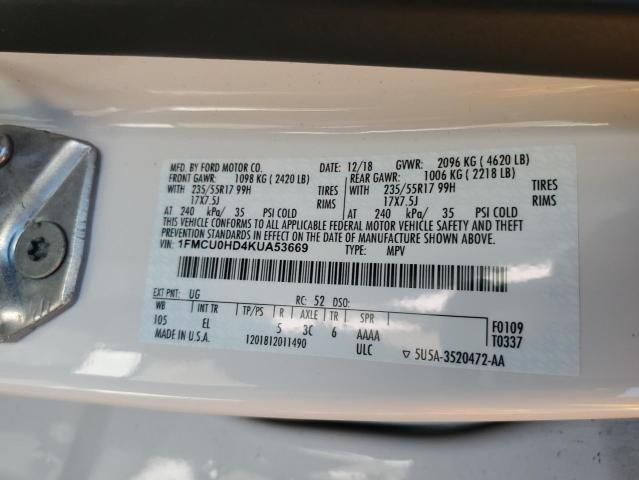 MFD. BY FORD MOTOR CO. DATE: 12/18 GVWR: 2096 KG ( 4620 LB)
FRONT GAWR: 1098 KG ( 2420 LB) REAR GAWR: 1006 KG ( 2218 LB)
WITH 235/55R17 99H TIRES WITH 235/55R17 99H TIRES
17X7.5J RIMS 17X7.5J RIMS
AT 240 kPa/ 35 PSI COLD AT 240 kPa/ 35 PSI COLD
THIS VEHICLE CONFORMS TO ALL APPLICABLE FEDERAL MOTOR VEHICLE SAFETY AND THEFT
PREVENTION STANDARDS IN EFFECT ON THE DATE OF MANUFACTURE SHOWN ABOVE.
VIN: 1FMCU0HD4KUA53669 TYPE: MPV
EXT PNT: UG RC: 52 DSO:
WB TP/PS R AXLE TR SPR F0109
105 EL 5 3C 6 AAAA T0337
MADE IN U.S.A. 1201812011490 ULC ▽ 5U5A-3520472-AA